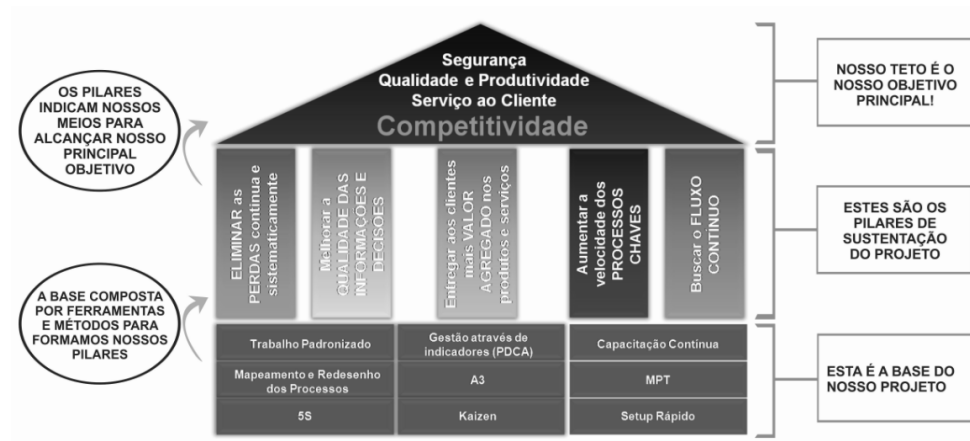 Segurança
Qualidade e Produtividade
Serviço ao Cliente
Competitividade
OS PILARES
INDICAM NOSSOS
MEIOS PARA
ALCANÇAR NOSSO
PRINCIPAL
OBJETIVO
NOSSO TETO É O
NOSSO OBJETIVO
PRINCIPAL!
ELIMINAR as
PERDAS contínua e
sistematicamente
Melhorar a
QUALIDADE DAS
INFORMAÇÕES E
DECISÕES
Entregar aos clientes
mais VALOR
AGREGADO nos
produtos e serviços
Aumentar a
velocidade dos
PROCESSOS
CHAVES
Buscar o FLUXO
CONTINUO
ESTES SÃO OS
PILARES DE
SUSTENTAÇÃO
DO PROJETO
A BASE COMPOSTA
POR FERRAMENTAS
E MÉTODOS PARA
FORMAMOS NOSSOS
PILARES
Trabalho Padronizado
Gestão através de
indicadores (PDCA)
Capacitação Contínua
Mapeamento e Redesenho
dos Processos
A3
MPT
5S
Kaizen
Setup Rápido
ESTA É A BASE DO
NOSSO PROJETO